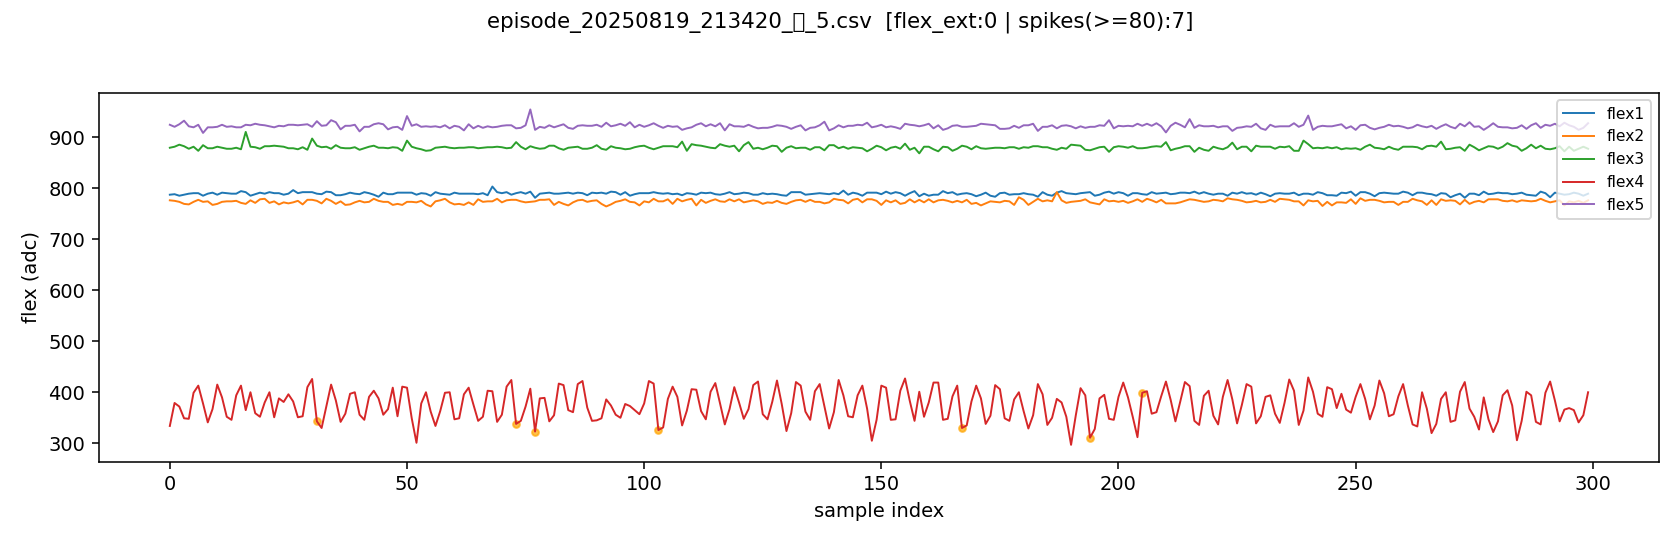 episode_20250819_213420_▯_5.csv [flex_ext:0 | spikes(>=80):7]
flex (adc)
900
800
700
600
500
400
300
flex1
flex2
flex3
flex4
flex5
0 50 100 150 200 250 300
sample index